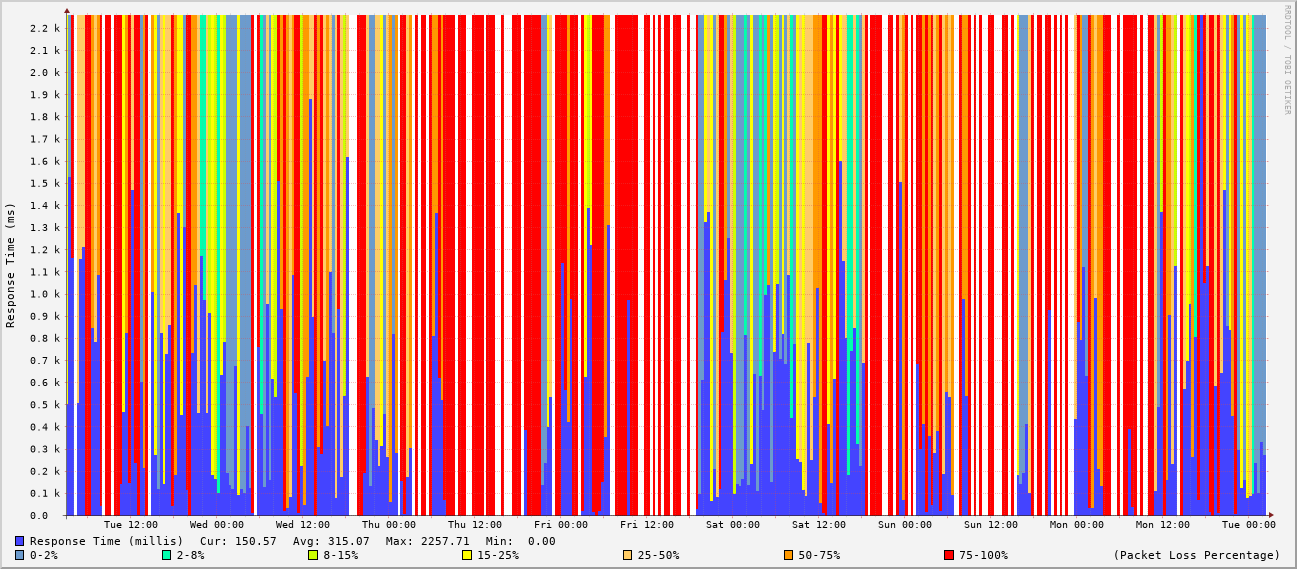 RRDTOOL / TOBI OETIKER
Response Time (ms)
2.2 k
2.1 k
2.0 k
1.9 k
1.8 k
1.7 k
1.6 k
1.5 k
1.4 k
1.3 k
1.2 k
1.1 k
1.0 k
0.9 k
0.8 k
0.7 k
0.6 k
0.5 k
0.4 k
0.3 k
0.2 k
0.1 k
0.0
Tue 12:00 Wed 00:00 Wed 12:00 Thu 00:00 Thu 12:00 Fri 00:00 Fri 12:00 Sat 00:00 Sat 12:00 Sun 00:00 Sun 12:00 Mon 00:00 Mon 12:00 Tue 00:00
Response Time (millis) Cur: 150.57 Avg: 315.07 Max: 2257.71 Min: 0.00
0-2% 2-8% 8-15% 15-25% 25-50% 50-75% 75-100% (Packet Loss Percentage)